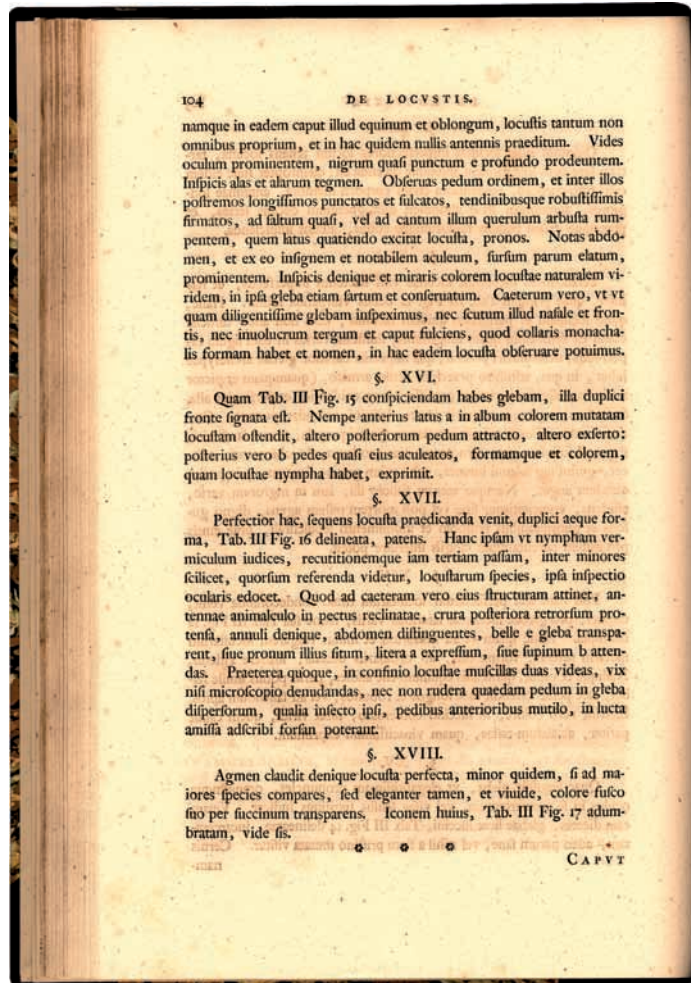 104 DE LOCVSTIS.
namque in eadem caput illud equinum et oblongum, locuſtis tantum non
omnibus proprium, et in hac quidem nullis antennis praeditum. Vides
oculum prominentem, nigrum quaſi punctum e profundo prodeuntem.
Inſpicis alas et alarum tegmen. Obſeruas pedum ordinem, et inter illos
poſtremos longiſſimos punctatos et ſulcatos, tendinibusque robuſtiſſimis
firmatos, ad ſaltum quaſi, vel ad cantum illum querulum arbuſta rum-
pentem, quem latus quatiendo excitat locuſta, pronos. Notas abdo-
men, et ex eo inſignem et notabilem aculeum, ſurſum parum elatum,
prominentem. Inſpicis denique et miraris colorem locuſtae naturalem vi-
ridem, in ipſa gleba etiam ſartum et conſeruatum. Caeterum vero, vt vt
quam diligentiſſime glebam inſpeximus, nec ſcutum illud naſale et fron-
tis, nec inuolucrum tergum et caput fulciens, quod collaris monacha-
lis formam habet et nomen, in hac eadem locuſta obſeruare potuimus.
§. XVI.
Quam Tab. III Fig. 15 conſpiciendam habes glebam, illa duplici
fronte ſignata eſt. Nempe anterius latus a in album colorem mutatam
locuſtam oſtendit, altero poſteriorum pedum attracto, altero exſerto:
poſterius vero b pedes quaſi eius aculeatos, formamque et colorem,
quam locuſtae nympha habet, exprimit.
§. XVII.
Perfectior hac, ſequens locuſta praedicanda venit, duplici aeque for-
ma, Tab. III Fig. 16 delineata, patens. Hanc ipſam vt nympham ver-
miculum iudices, recutitionemque iam tertiam paſſam, inter minores
ſcilicet, quorſum referenda videtur, locuſtarum ſpecies, ipſa inſpectio
ocularis edocet. Quod ad caeteram vero eius ſtructuram attinet, an-
tennae animalculo in pectus reclinatae, crura poſteriora retrorſum pro-
tenſa, annuli denique, abdomen diſtinguentes, belle e gleba transpa-
rent, ſiue pronum illius ſitum, litera a expreſſum, ſiue ſupinum b atten-
das. Praeterea quoque, in confinio locuſtae muſcillas duas videas, vix
niſi microſcopio denudandas, nec non rudera quaedam pedum in gleba
diſperſorum, qualia inſecto ipſi, pedibus anterioribus mutilo, in lucta
amiſſa adſcribi forſan poterant.
§. XVIII.
Agmen claudit denique locuſta perfecta, minor quidem, ſi ad ma-
iores ſpecies compares, ſed eleganter tamen, et viuide, colore fuſco
ſuo per ſuccinum transparens. Iconem huius, Tab. III Fig. 17 adum-
bratam, vide ſis.
CAPVT